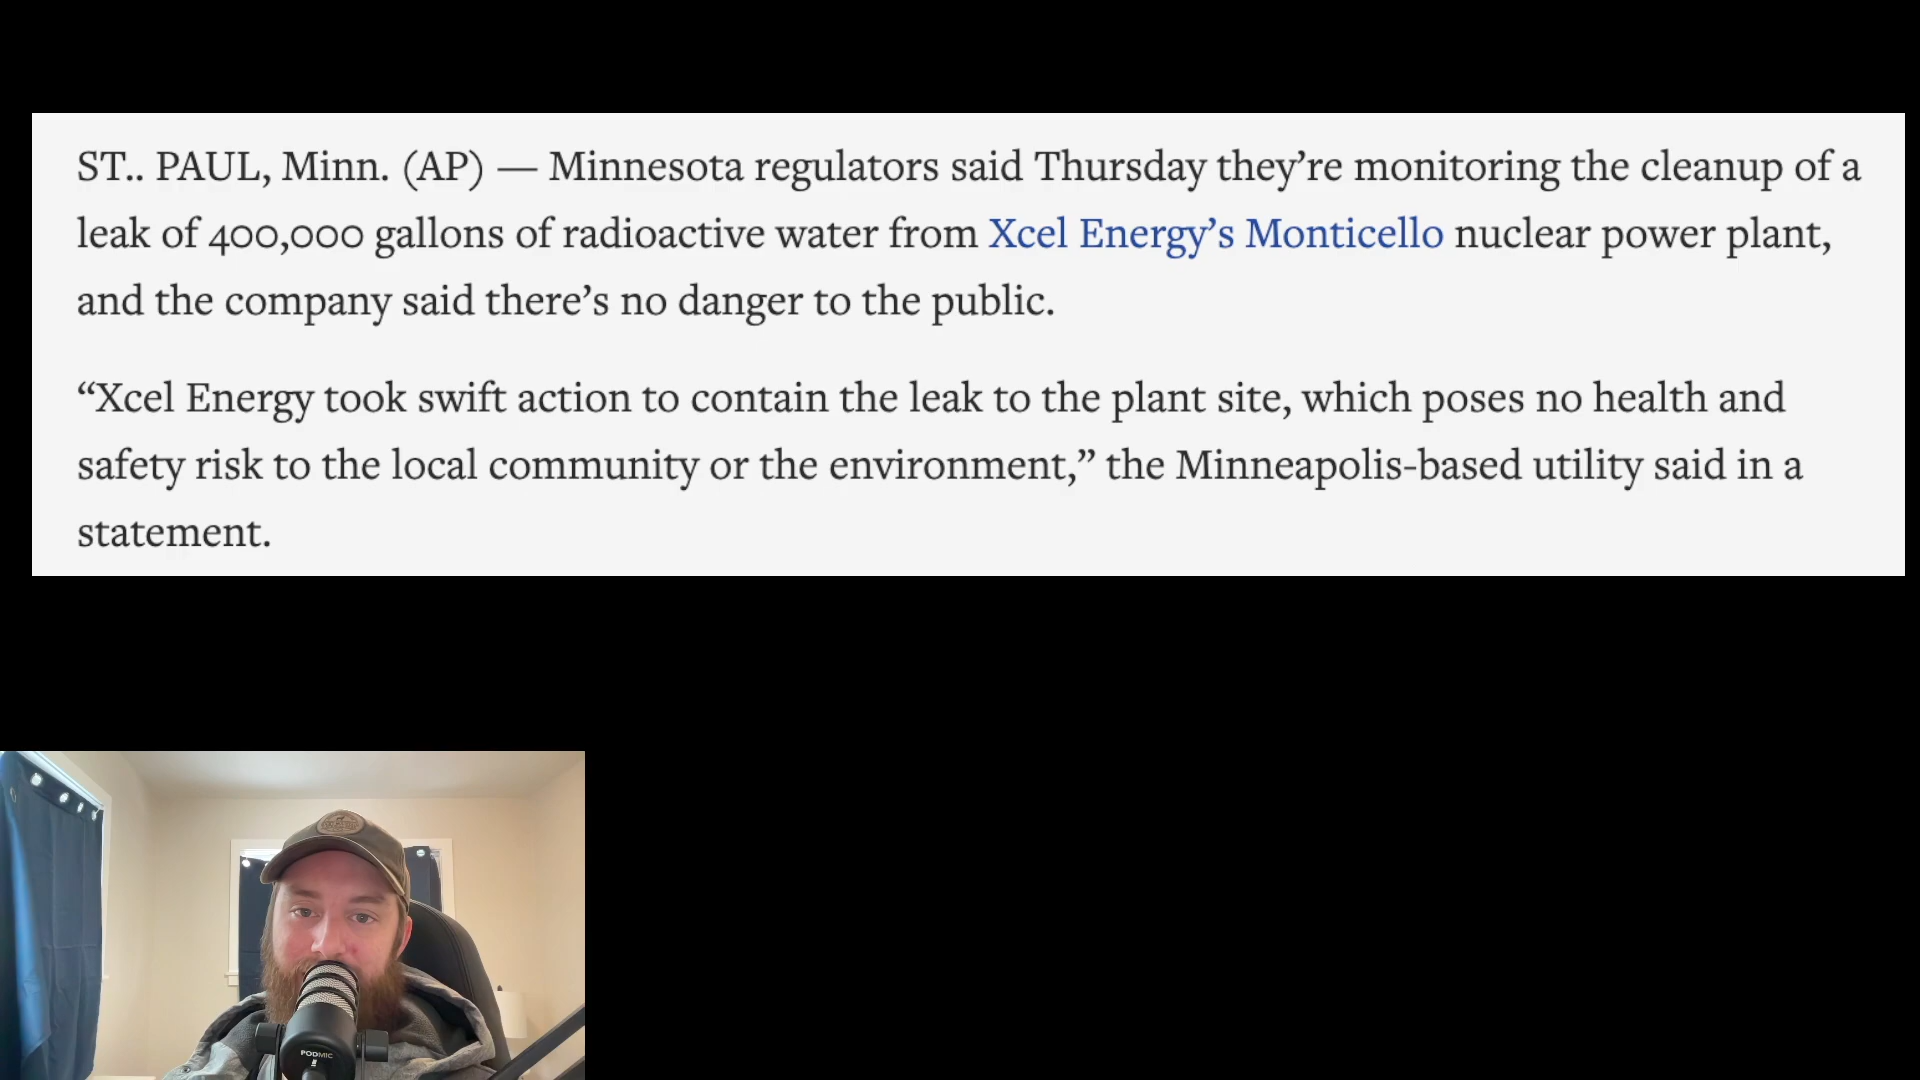 ST.. PAUL, Minn. (AP) — Minnesota regulators said Thursday they’re monitoring the cleanup of a
leak of 400,000 gallons of radioactive water from Xcel Energy’s Monticello nuclear power plant,
and the company said there’s no danger to the public.
“Xcel Energy took swift action to contain the leak to the plant site, which poses no health and
safety risk to the local community or the environment,” the Minneapolis-based utility said in a
statement.
PODMIC